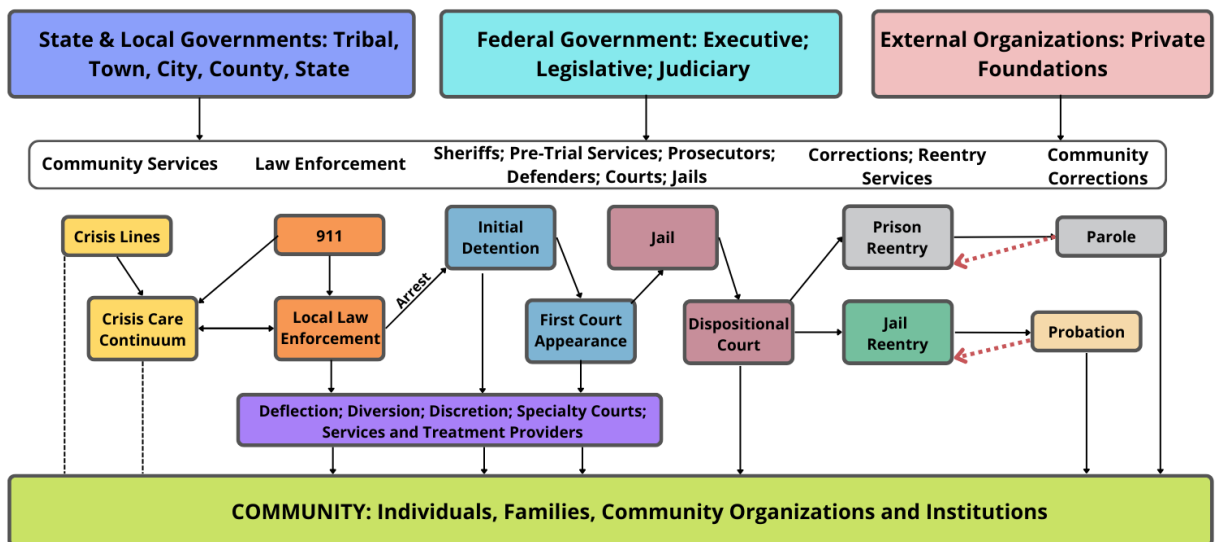 State & Local Governments: Tribal,
Town, City, County, State
Federal Government: Executive;
Legislative; Judiciary
External Organizations: Private
Foundations
Community Services
Law Enforcement
Sheriffs; Pre-Trial Services; Prosecutors;
Defenders; Courts; Jails
Corrections; Reentry
Services
Community
Corrections
Crisis Lines
911
Initial
Detention
Jail
Prison
Reentry
Parole
Arrest
Crisis Care
Continuum
Local Law
Enforcement
First Court
Appearance
Dispositional
Court
Jail
Reentry
Probation
Deflection; Diversion; Discretion; Specialty Courts;
Services and Treatment Providers
COMMUNITY: Individuals, Families, Community Organizations and Institutions